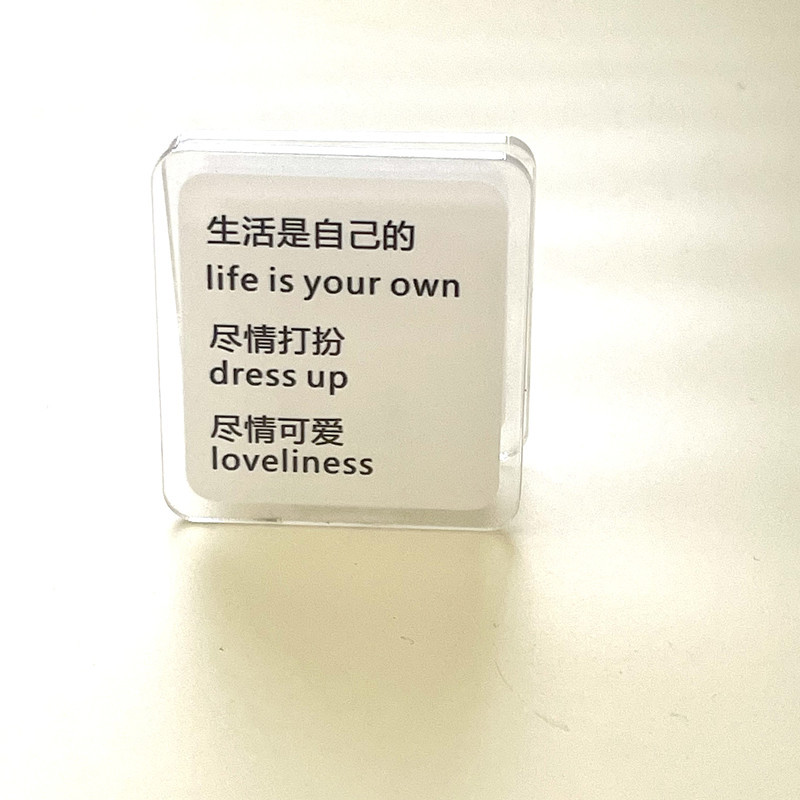 生活是自己的
life is your own
尽情打扮
dress up
尽情可爱
loveliness